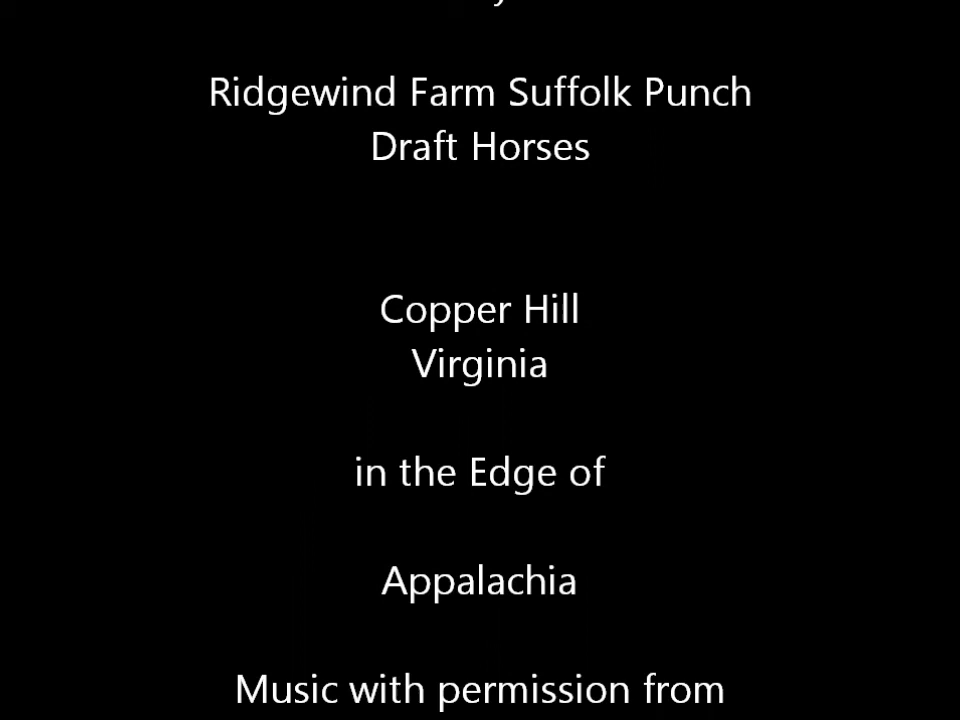 Ridgewind Farm Suffolk Punch
Draft Horses
Copper Hill
Virginia
in the Edge of
Appalachia
Music with permission from